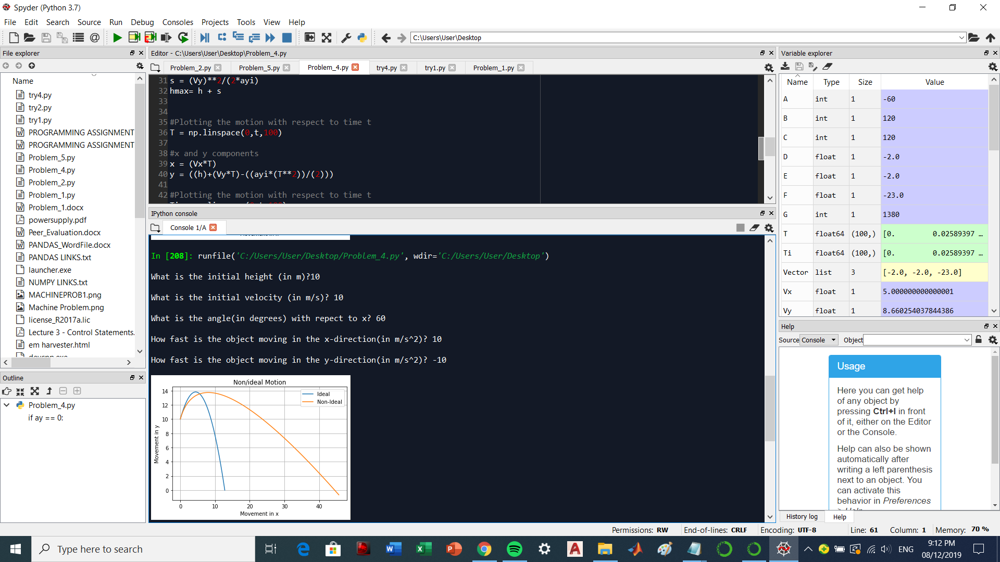 Spyder (Python 3.7)
File Edit Search Source Run Debug Consoles Projects Tools View Help
C:\Users\User\Desktop
File explorer
Name
try4.py
try2.py
try1.py
PROGRAMMING ASSIGNMENT
PROGRAMMING ASSIGNMENT
Problem_5.py
Problem_4.py
Problem_2.py
Problem_1.py
Problem_1.docx
powersupply.pdf
Peer_Evaluation.docx
PANDAS_WordFile.docx
PANDAS LINKS.txt
launcher.exe
NUMPY LINKS.txt
MACHINEPROB1.png
Machine Problem.png
license_R2017a.lic
Lecture 3 - Control Statements.
em harvester.html
Outline
Problem_4.py
if ay == 0:
Editor - C:\Users\User\Desktop\Problem_4.py
Problem_2.py Problem_5.py Problem_4.py try4.py try1.py Problem_1.py
31 s = (Vy)**2/(2*ayi)
32 hmax= h + s
33
34
35 #Plotting the motion with respect to time t
36 T = np.linspace(0,t,100)
37
38 #x and y components
39 x = (Vx*T)
40 y = ((h)+(Vy*T)-((ayi*(T**2))/(2)))
41
42 #Plotting the motion with respect to time t
IPython console
Console 1/A
In [208]: runfile('C:/Users/User/Desktop/Problem_4.py', wdir='C:/Users/User/Desktop')
What is the initial height (in m)?10
What is the initial velocity (in m/s)? 10
What is the angle(in degrees) with repect to x? 60
How fast is the object moving in the x-direction(in m/s^2)? 10
How fast is the object moving in the y-direction(in m/s^2)? -10
Non/ideal Motion
Ideal
Non-Ideal
Movement in y
14
12
10
8
6
4
2
0
0 10 20 30 40
Movement in x
Variable explorer
Name Type Size Value
A int 1 -60
B int 1 120
C int 1 120
D float 1 -2.0
E float 1 -2.0
F float 1 -23.0
G int 1 1380
T float64 (100,) [0. 0.02589397 ...
Ti float64 (100,) [0. 0.02589397 ...
Vector list 3 [-2.0, -2.0, -23.0]
Vx float 1 5.000000000000001
Vy float 1 8.660254037844386
Help
Source Console Object
Usage
Here you can get help
of any object by
pressing Ctrl+I in front
of it, either on the Editor
or the Console.
Help can also be shown
automatically after
writing a left parenthesis
next to an object. You
can activate this
behavior in Preferences
History log Help
Permissions: RW End-of-lines: CRLF Encoding: UTF-8 Line: 61 Column: 1 Memory: 70 %
Type here to search
ENG
9:12 PM
08/12/2019